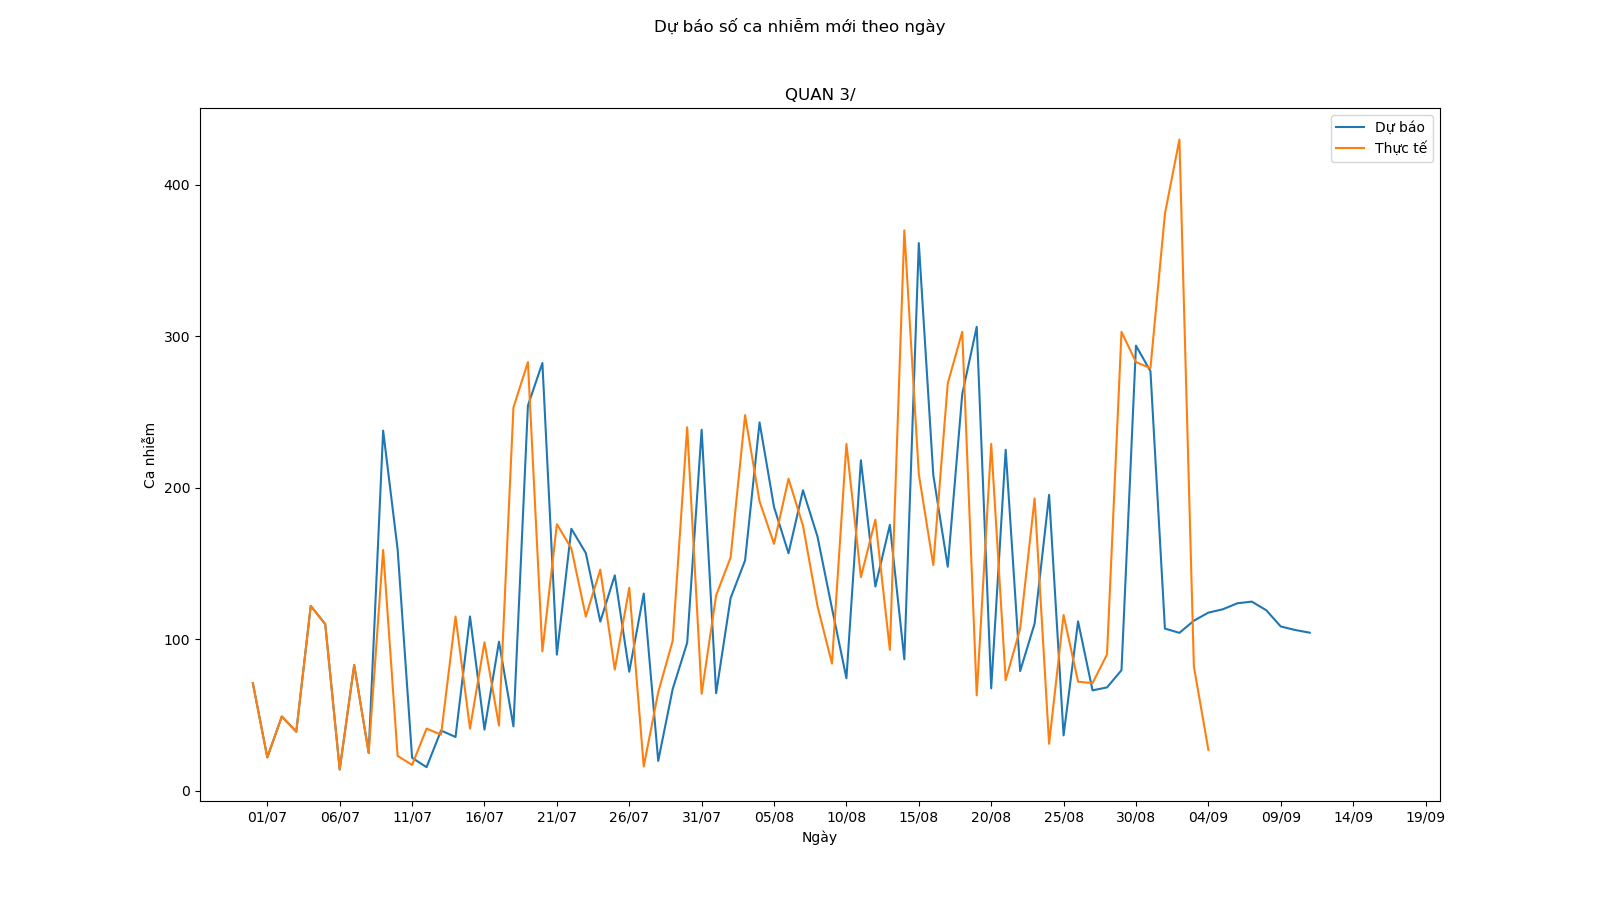 Dự báo số ca nhiễm mới theo ngày
QUAN 3/
Dự báo
Thực tế
400
300
200
100
0
Ca nhiễm
01/07 06/07 11/07 16/07 21/07 26/07 31/07 05/08 10/08 15/08 20/08 25/08 30/08 04/09 09/09 14/09 19/09
Ngày